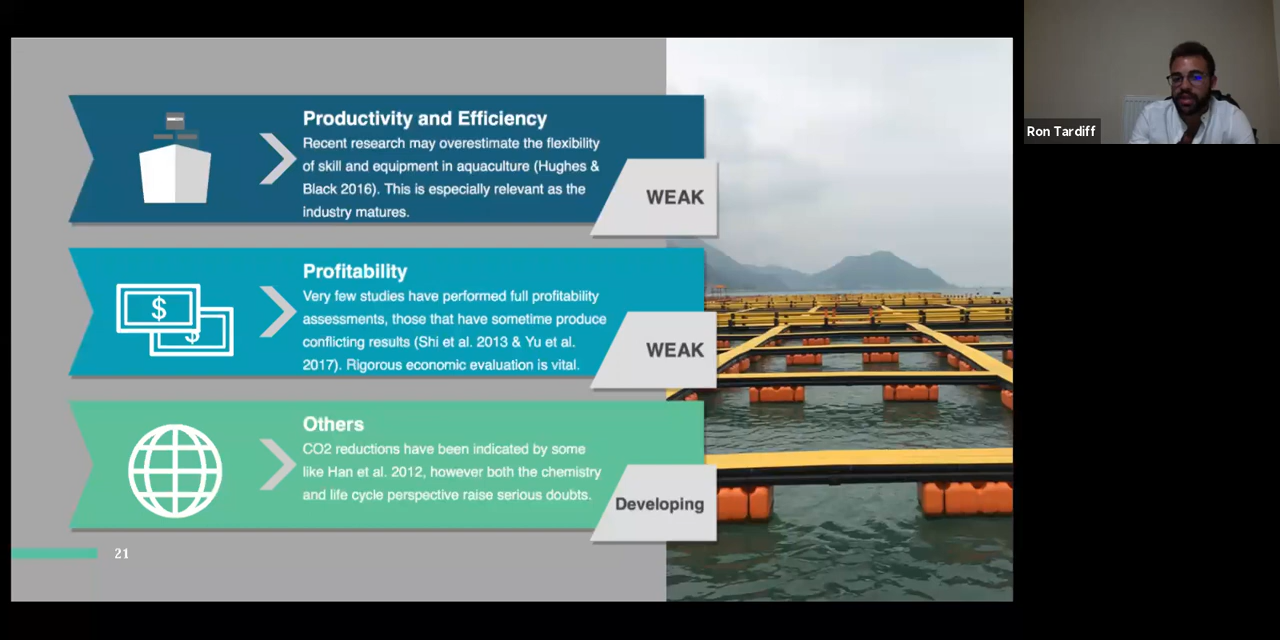 Productivity and Efficiency
Recent research may overestimate the flexibility
of skill and equipment in aquaculture (Hughes &
Black 2016). This is especially relevant as the
industry matures.
WEAK
Profitability
$
$
Very few studies have performed full profitability
assessments, those that have sometime produce
conflicting results (Shi et al. 2013 & Yu et al.
2017). Rigorous economic evaluation is vital.
WEAK
Others
CO2 reductions have been indicated by some
like Han et al. 2012, however both the chemistry
and life cycle perspective raise serious doubts.
Developing
21
Ron Tardiff